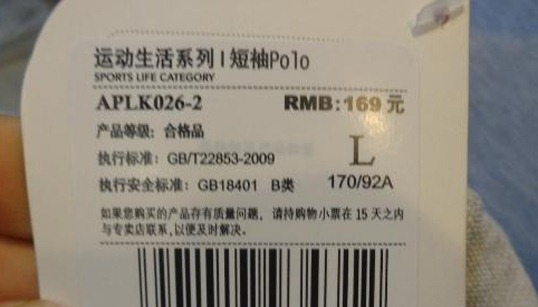 运动生活系列 | 短袖Polo
SPORTS LIFE CATEGORY
APLK026-2 RMB:169元
产品等级: 合格品
执行标准: GB/T22853-2009 L
执行安全标准: GB18401 B类 170/92A
如果您购买的产品存有质量问题, 请持购物小票在 15 天之内
与专卖店联系,以便及时解决。